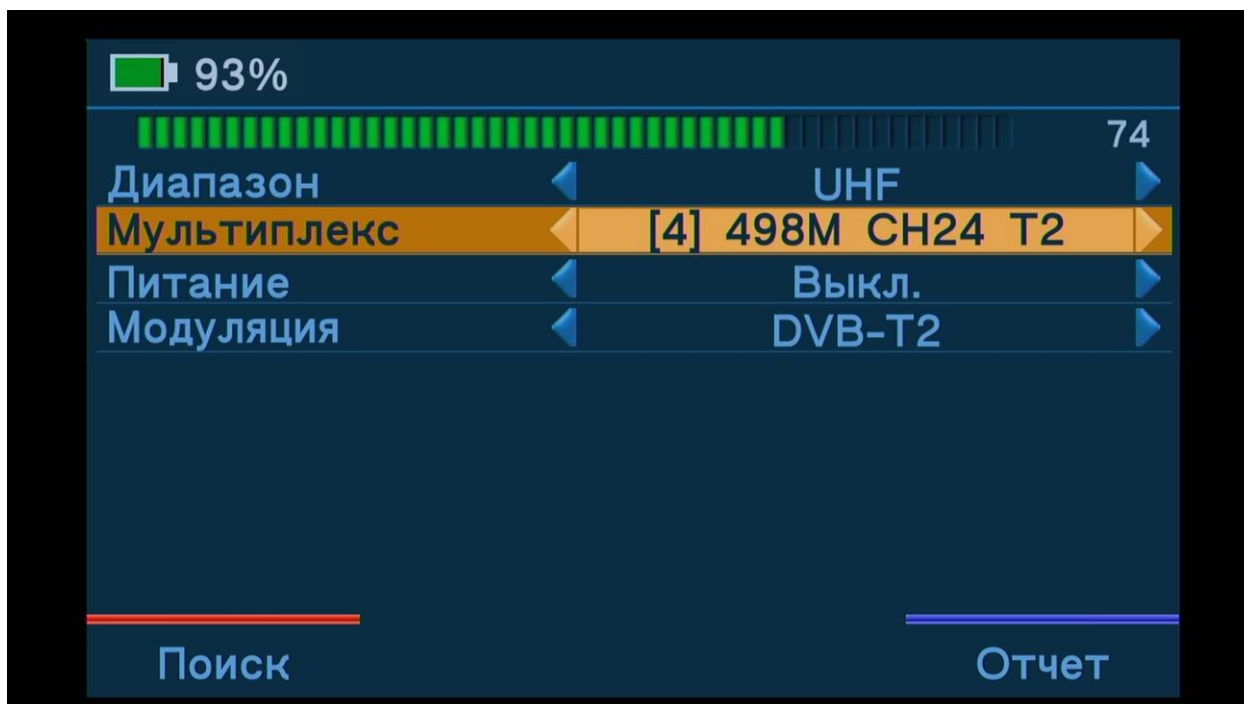 93%
74
Диапазон UHF
Мультиплекс [4] 498M CH24 T2
Питание Выкл.
Модуляция DVB-T2
Поиск Отчет